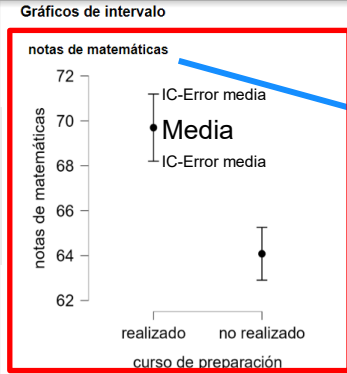 Gráficos de intervalo
notas de matemáticas
72
IC-Error media
70
Media
68
IC-Error media
66
64
62
notas de matemáticas
realizado no realizado
curso de preparación